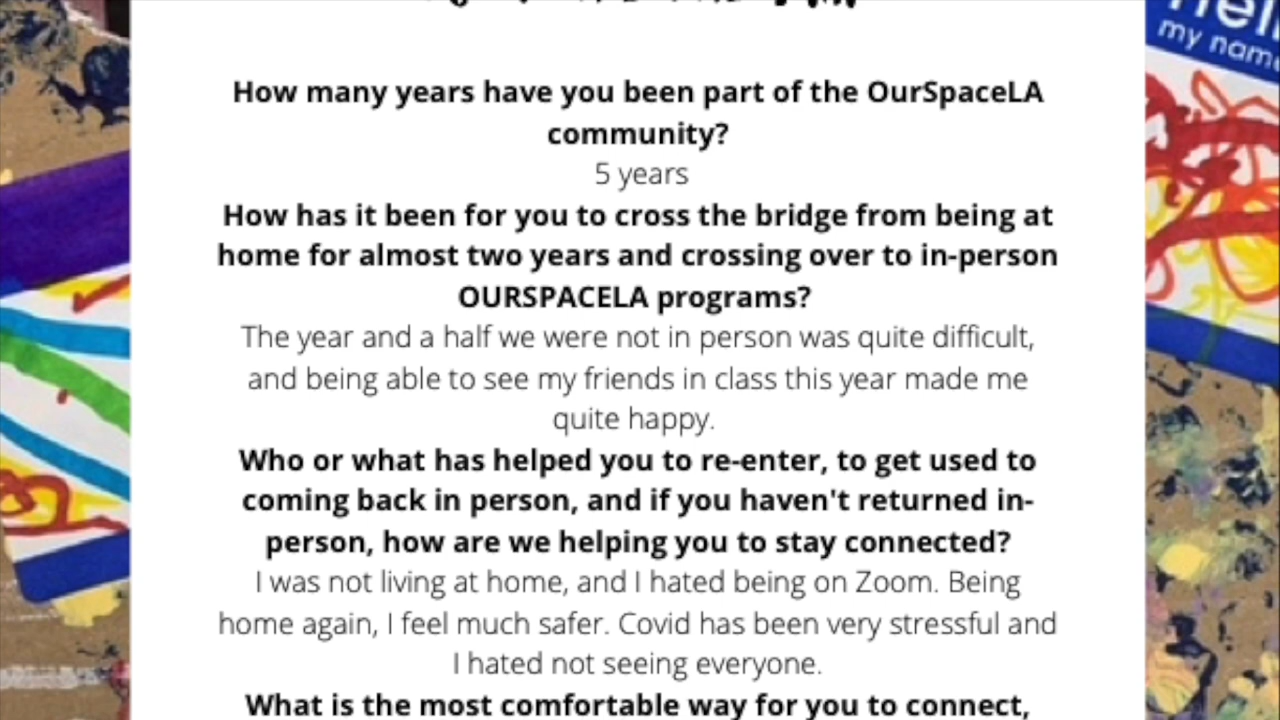 How many years have you been part of the OurSpaceLA
community?
5 years
How has it been for you to cross the bridge from being at
home for almost two years and crossing over to in-person
OURSPACELA programs?
The year and a half we were not in person was quite difficult,
and being able to see my friends in class this year made me
quite happy.
Who or what has helped you to re-enter, to get used to
coming back in person, and if you haven't returned in-
person, how are we helping you to stay connected?
I was not living at home, and I hated being on Zoom. Being
home again, I feel much safer. Covid has been very stressful and
I hated not seeing everyone.
What is the most comfortable way for you to connect,
my name